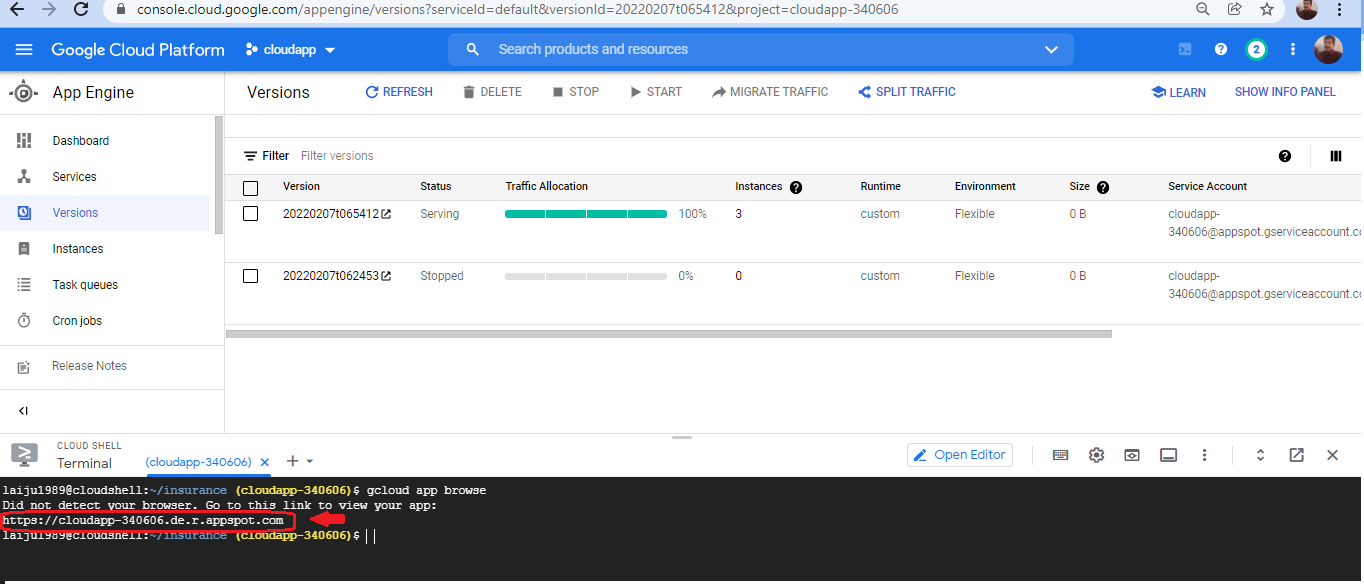 console.cloud.google.com/appengine/versions?serviceId=default&versionId=20220207t065412&project=cloudapp-340606
Google Cloud Platform cloudapp Search products and resources 2
App Engine Versions REFRESH DELETE STOP START MIGRATE TRAFFIC SPLIT TRAFFIC LEARN SHOW INFO PANEL
Dashboard
Services
Versions
Instances
Task queues
Cron jobs
Release Notes
Filter Filter versions
Version Status Traffic Allocation Instances Runtime Environment Size Service Account
20220207t065412 Serving 100% 3 custom Flexible 0 B cloudapp-
340606@appspot.gserviceaccount.co
20220207t062453 Stopped 0% 0 custom Flexible 0 B cloudapp-
340606@appspot.gserviceaccount.co
CLOUD SHELL
Terminal (cloudapp-340606) Open Editor
laiju1989@cloudshell:~/insurance (cloudapp-340606)$ gcloud app browse
Did not detect your browser. Go to this link to view your app:
https://cloudapp-340606.de.r.appspot.com
laiju1989@cloudshell:~/insurance (cloudapp-340606)$